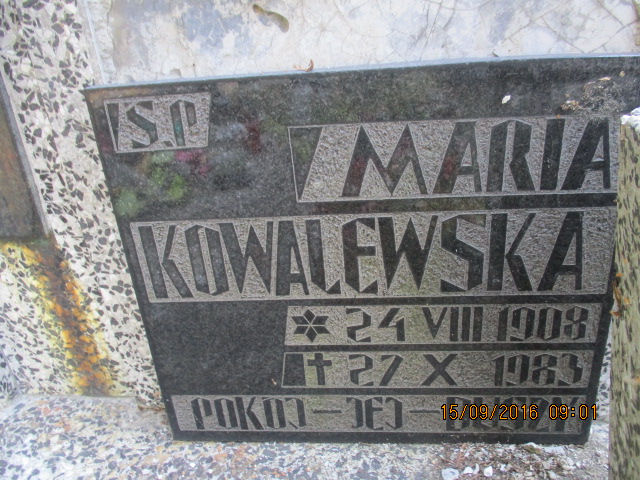 Ś.P.
MARIA
KOWALEWSKA
* 24 VIII 1908
✝ 27 X 1983
POKÓJ - JEJ -
15/09/2016 09:01